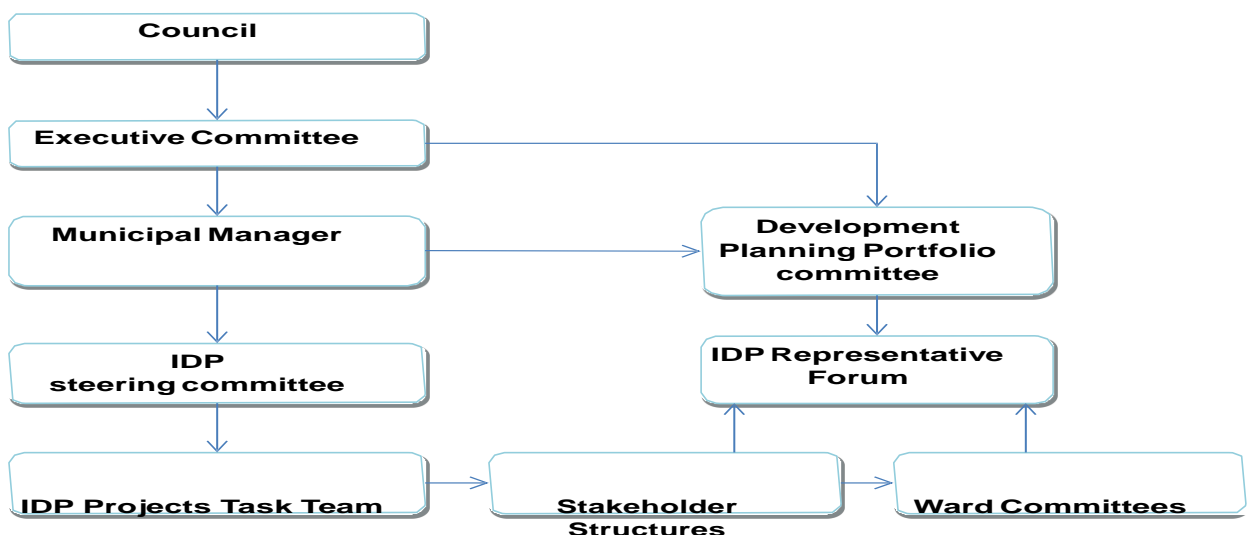 Council
Executive Committee
Municipal Manager
Development
Planning Portfolio
committee
IDP
steering committee
IDP Representative
Forum
IDP Projects Task Team
Stakeholder
Structures
Ward Committees